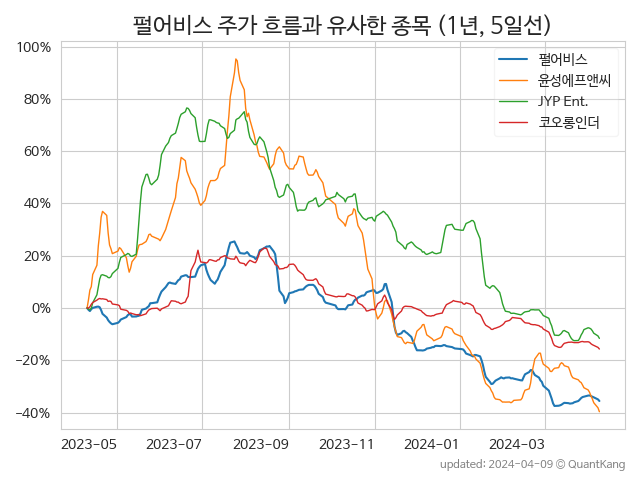 펄어비스 주가 흐름과 유사한 종목 (1년, 5일선)
100%
80%
60%
40%
20%
0%
−20%
−40%
펄어비스
윤성에프앤씨
JYP Ent.
코오롱인더
2023-05
2023-07
2023-09
2023-11
2024-01
2024-03
updated: 2024-04-09 © QuantKang